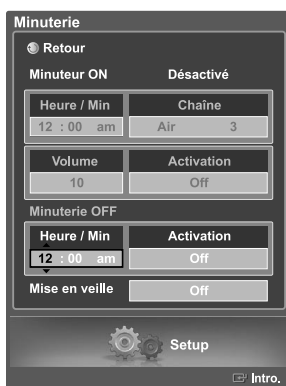 Minuterie
Retour
Minuteur ON Désactivé
Heure / Min Chaîne
12 : 00 am Air 3
Volume Activation
10 Off
Minuterie OFF
Heure / Min Activation
12 : 00 am Off
Mise en veille Off
Setup
Intro.